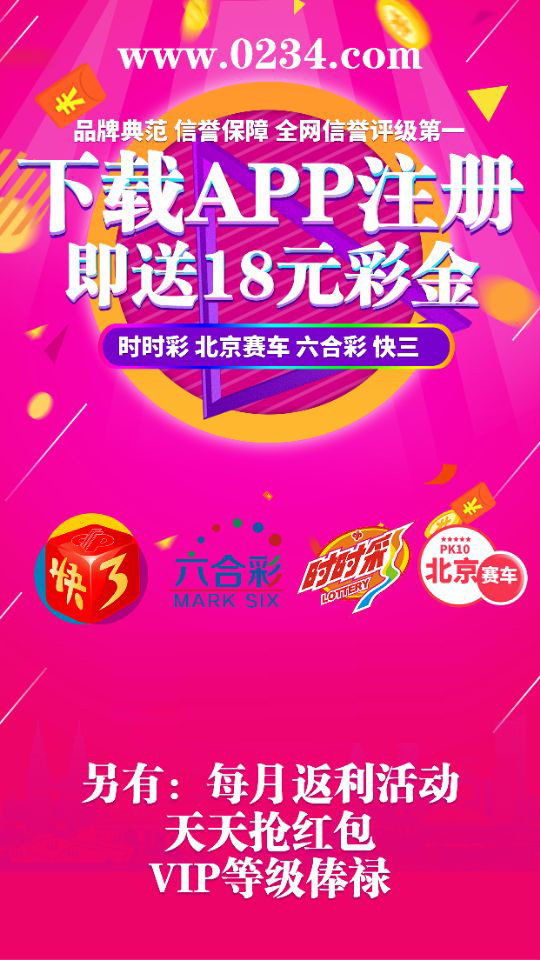 www.0234.com
品牌典范 信誉保障 全网信誉评级第一
下载APP注册
即送18元彩金
时时彩 北京赛车 六合彩 快三
快3
六合彩
MARK SIX
时时彩
LOTTERY
PK10
北京赛车
另有：每月返利活动
天天抢红包
VIP等级俸禄